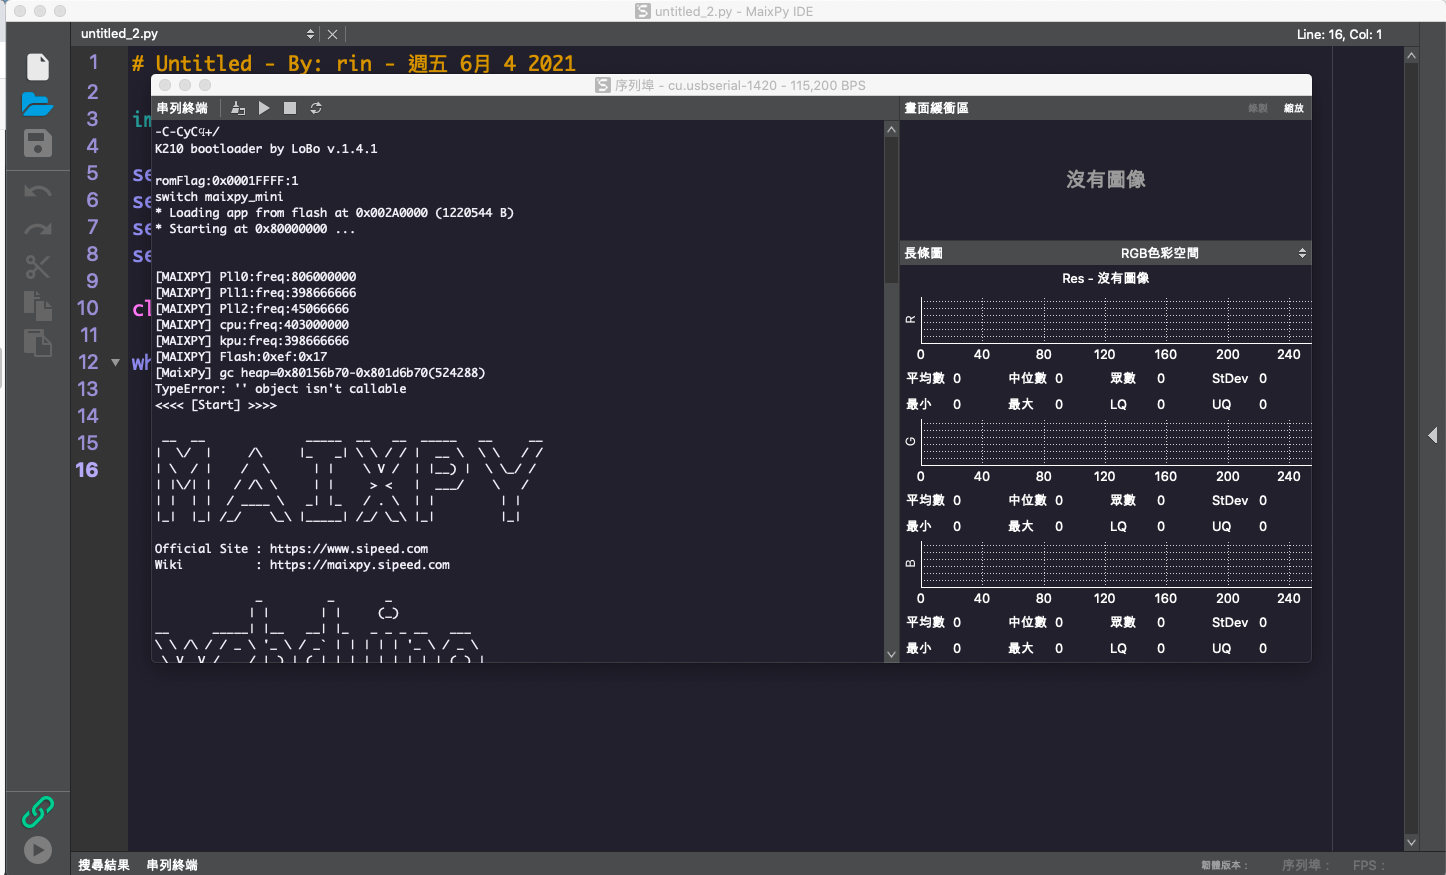 untitled_2.py - MaixPy IDE
untitled_2.py
Line: 16, Col: 1
1 # Untitled - By: rin - 週五 6月 4 2021
2
3 im
4
5 se
6 se
7 se
8 se
9
10 cl
11
12 wh
13
14
15
16
序列埠 - cu.usbserial-1420 - 115,200 BPS
串列終端
K210 bootloader by LoBo v.1.4.1
romFlag:0x0001FFFF:1
switch maixpy_mini
* Loading app from flash at 0x002A0000 (1220544 B)
* Starting at 0x80000000 ...
[MAIXPY] Pll0:freq:806000000
[MAIXPY] Pll1:freq:398666666
[MAIXPY] Pll2:freq:45066666
[MAIXPY] cpu:freq:403000000
[MAIXPY] kpu:freq:398666666
[MAIXPY] Flash:0xef:0x17
[MaixPy] gc heap=0x80156b70-0x801d6b70(524288)
TypeError: '' object isn't callable
<<<< [Start] >>>>
MAIXPY
Official Site : https://www.sipeed.com
Wiki : https://maixpy.sipeed.com
畫面緩衝區
錄製 縮放
沒有圖像
長條圖 RGB色彩空間
Res - 沒有圖像
R
0 40 80 120 160 200 240
平均數 0 中位數 0 眾數 0 StDev 0
最小 0 最大 0 LQ 0 UQ 0
G
0 40 80 120 160 200 240
平均數 0 中位數 0 眾數 0 StDev 0
最小 0 最大 0 LQ 0 UQ 0
B
0 40 80 120 160 200 240
平均數 0 中位數 0 眾數 0 StDev 0
最小 0 最大 0 LQ 0 UQ 0
搜尋結果 串列終端
韌體版本： 序列埠： FPS：